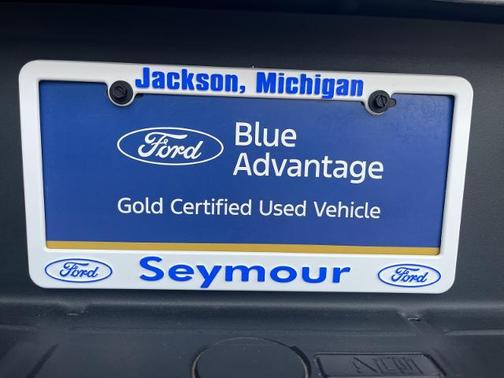 Jackson, Michigan
Ford
Blue
Advantage
Gold Certified Used Vehicle
Ford
Seymour
Ford